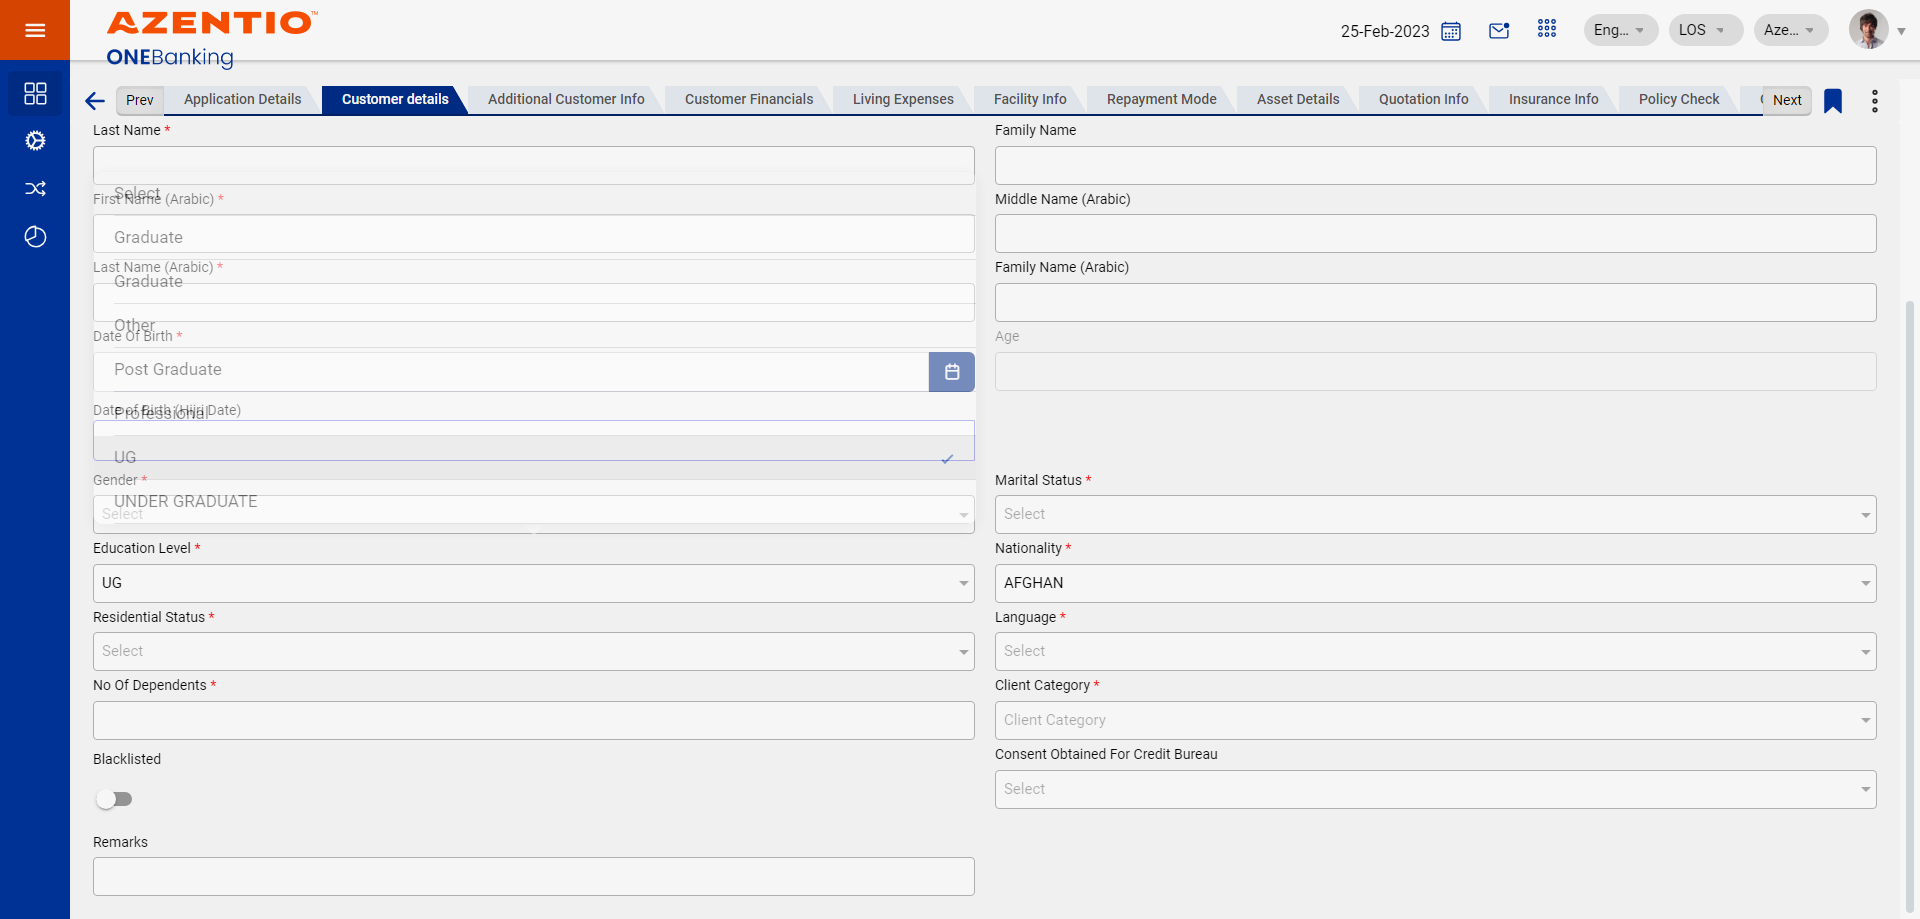 AZENTIO™
ONEBanking
25-Feb-2023
Eng...
LOS
Aze...
Prev
Application Details
Customer details
Additional Customer Info
Customer Financials
Living Expenses
Facility Info
Repayment Mode
Asset Details
Quotation Info
Insurance Info
Policy Check
Next
Last Name *
Family Name
Select
First Name (Arabic) *
Middle Name (Arabic)
Graduate
Last Name (Arabic) *
Family Name (Arabic)
Graduate
Other
Date Of Birth *
Age
Post Graduate
Date of Birth (Hijri Date)
Professional
UG
Gender *
Marital Status *
UNDER GRADUATE
Select
Select
Education Level *
Nationality *
UG
AFGHAN
Residential Status *
Language *
Select
Select
No Of Dependents *
Client Category *
Client Category
Blacklisted
Consent Obtained For Credit Bureau
Select
Remarks